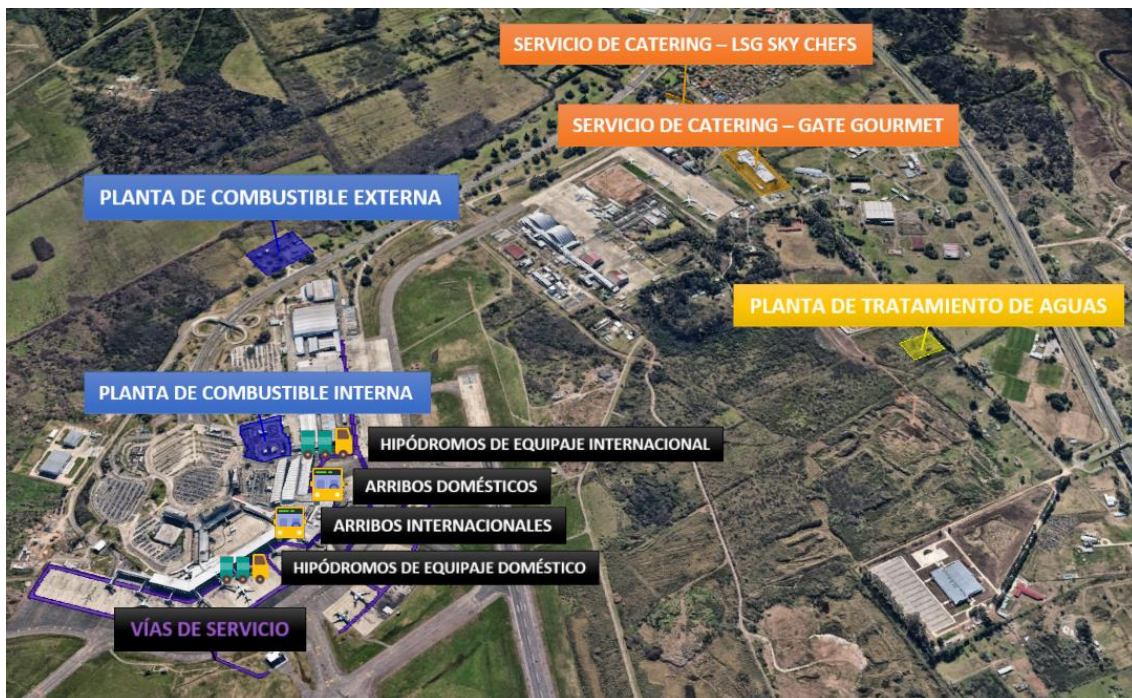 SERVICIO DE CATERING – LSG SKY CHEFS
SERVICIO DE CATERING – GATE GOURMET
PLANTA DE COMBUSTIBLE EXTERNA
PLANTA DE TRATAMIENTO DE AGUAS
PLANTA DE COMBUSTIBLE INTERNA
HIPÓDROMOS DE EQUIPAJE INTERNACIONAL
ARRIBOS DOMÉSTICOS
ARRIBOS INTERNACIONALES
HIPÓDROMOS DE EQUIPAJE DOMÉSTICO
VÍAS DE SERVICIO